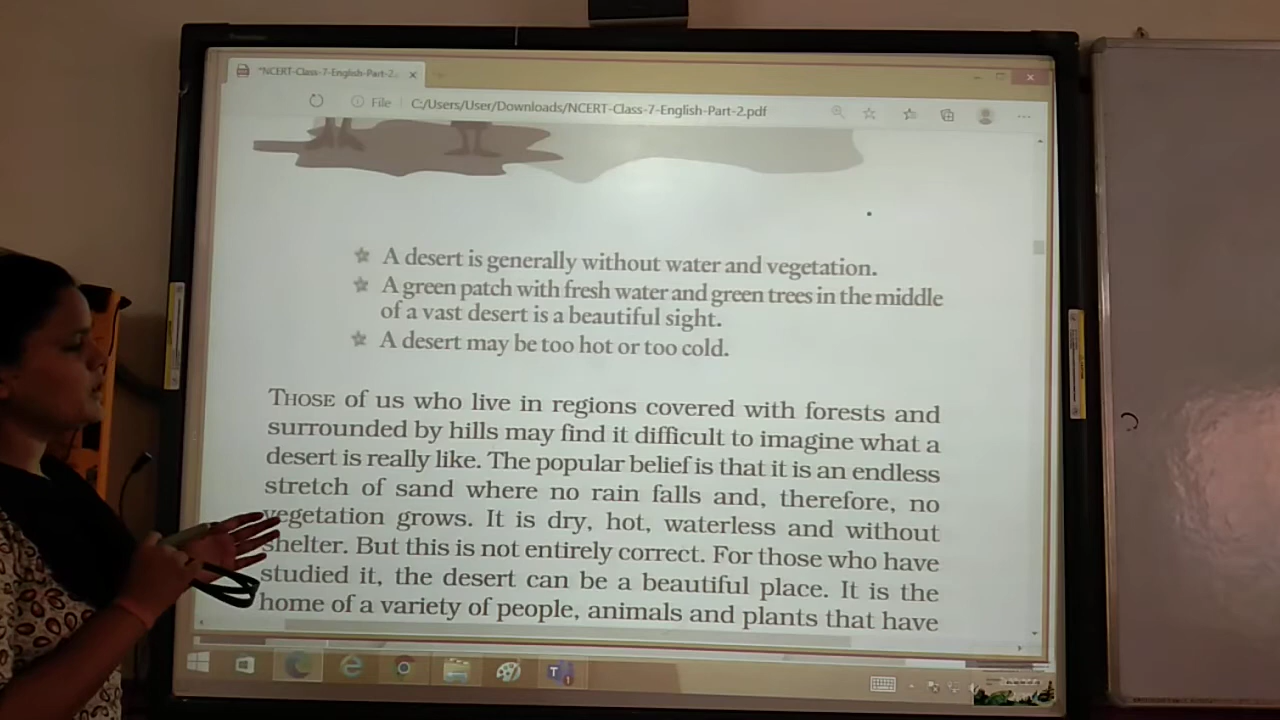 "NCERT-Class-7-English-Part-2.
File C:/Users/User/Downloads/NCERT-Class-7-English-Part-2.pdf
A desert is generally without water and vegetation.
A green patch with fresh water and green trees in the middle
of a vast desert is a beautiful sight.
A desert may be too hot or too cold.
THOSE of us who live in regions covered with forests and
surrounded by hills may find it difficult to imagine what a
desert is really like. The popular belief is that it is an endless
stretch of sand where no rain falls and, therefore, no
vegetation grows. It is dry, hot, waterless and without
shelter. But this is not entirely correct. For those who have
studied it, the desert can be a beautiful place. It is the
home of a variety of people, animals and plants that have